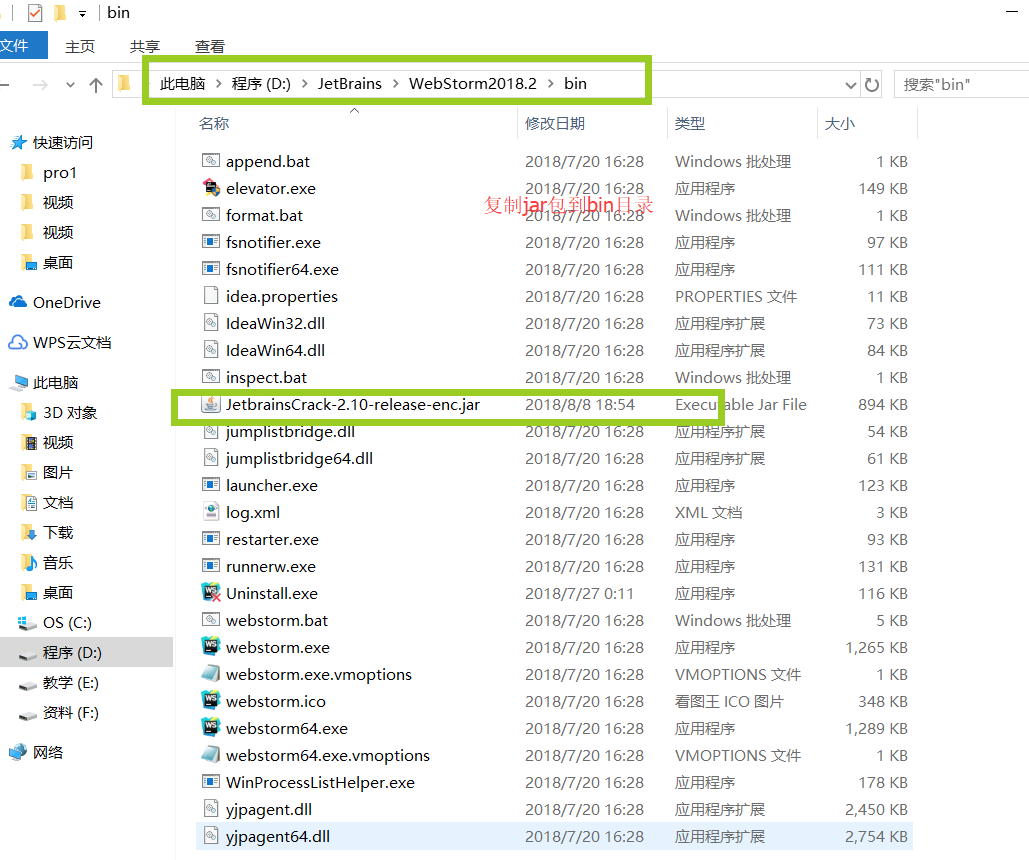 bin
文件 主页 共享 查看
此电脑 > 程序 (D:) > JetBrains > WebStorm2018.2 > bin 搜索"bin"
名称 修改日期 类型 大小
快速访问
pro1
视频
视频
桌面
OneDrive
WPS云文档
此电脑
3D 对象
视频
图片
文档
下载
音乐
桌面
OS (C:)
程序 (D:)
教学 (E:)
资料 (F:)
网络
append.bat 2018/7/20 16:28 Windows 批处理 1 KB
elevator.exe 2018/7/20 16:28 应用程序 149 KB
复制jar包到bin目录
format.bat 2018/7/20 16:28 Windows 批处理 1 KB
fsnotifier.exe 2018/7/20 16:28 应用程序 97 KB
fsnotifier64.exe 2018/7/20 16:28 应用程序 111 KB
idea.properties 2018/7/20 16:28 PROPERTIES 文件 11 KB
IdeaWin32.dll 2018/7/20 16:28 应用程序扩展 73 KB
IdeaWin64.dll 2018/7/20 16:28 应用程序扩展 84 KB
inspect.bat 2018/7/20 16:28 Windows 批处理 1 KB
JetbrainsCrack-2.10-release-enc.jar 2018/8/8 18:54 Executable Jar File 894 KB
jumplistbridge.dll 2018/7/20 16:28 应用程序扩展 54 KB
jumplistbridge64.dll 2018/7/20 16:28 应用程序扩展 61 KB
launcher.exe 2018/7/20 16:28 应用程序 123 KB
log.xml 2018/7/20 16:28 XML 文档 3 KB
restarter.exe 2018/7/20 16:28 应用程序 93 KB
runnerw.exe 2018/7/20 16:28 应用程序 131 KB
Uninstall.exe 2018/7/27 0:11 应用程序 116 KB
webstorm.bat 2018/7/20 16:28 Windows 批处理 5 KB
webstorm.exe 2018/7/20 16:28 应用程序 1,265 KB
webstorm.exe.vmoptions 2018/7/20 16:28 VMOPTIONS 文件 1 KB
webstorm.ico 2018/7/20 16:28 看图王 ICO 图片 348 KB
webstorm64.exe 2018/7/20 16:28 应用程序 1,289 KB
webstorm64.exe.vmoptions 2018/7/20 16:28 VMOPTIONS 文件 1 KB
WinProcessListHelper.exe 2018/7/20 16:28 应用程序 178 KB
yjpagent.dll 2018/7/20 16:28 应用程序扩展 2,450 KB
yjpagent64.dll 2018/7/20 16:28 应用程序扩展 2,754 KB